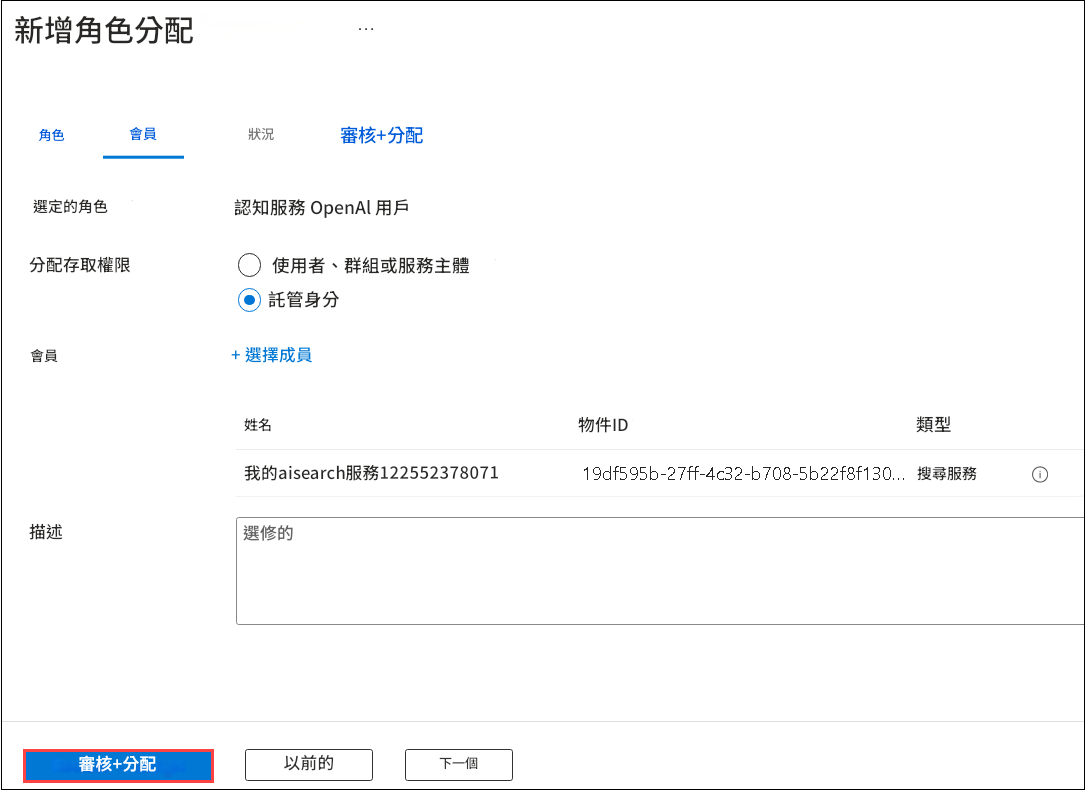 新增角色分配 ...
角色 會員 狀況 審核+分配
選定的角色 認知服務 OpenAl 用戶
分配存取權限 使用者、群組或服務主體
託管身分
會員 + 選擇成員
姓名 物件ID 類型
我的aisearch服務122552378071 19df595b-27ff-4c32-b708-5b22f8f130... 搜尋服務
描述 選修的
審核+分配 以前的 下一個